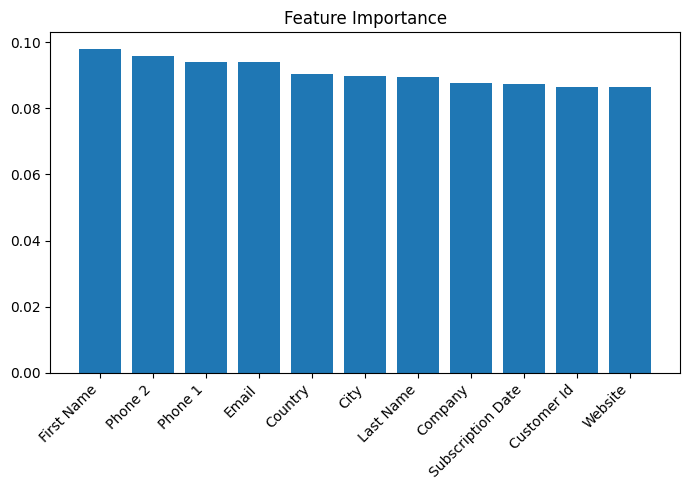 Feature Importance
0.10
0.08
0.06
0.04
0.02
0.00
First Name
Phone 2
Phone 1
Email
Country
City
Last Name
Company
Subscription Date
Customer Id
Website